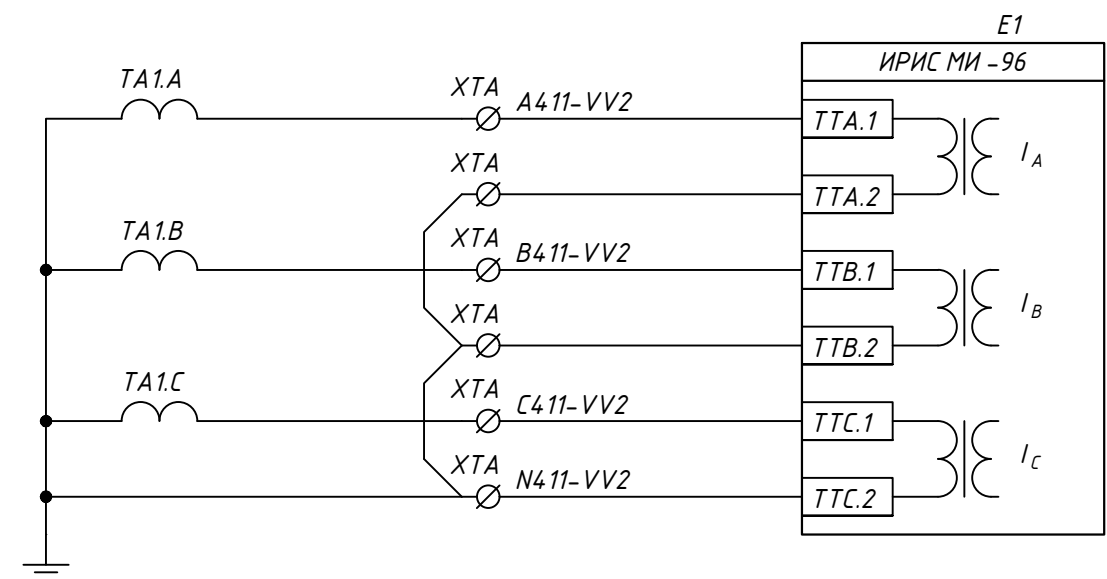 E1
ИРИС МИ -96
TA1.A
XTA
A411-VV2
TTA.1
I A
XTA
TTA.2
TA1.B
XTA
B411-VV2
TTB.1
I B
XTA
TTB.2
TA1.C
XTA
C411-VV2
TTC.1
I C
XTA
N411-VV2
TTC.2